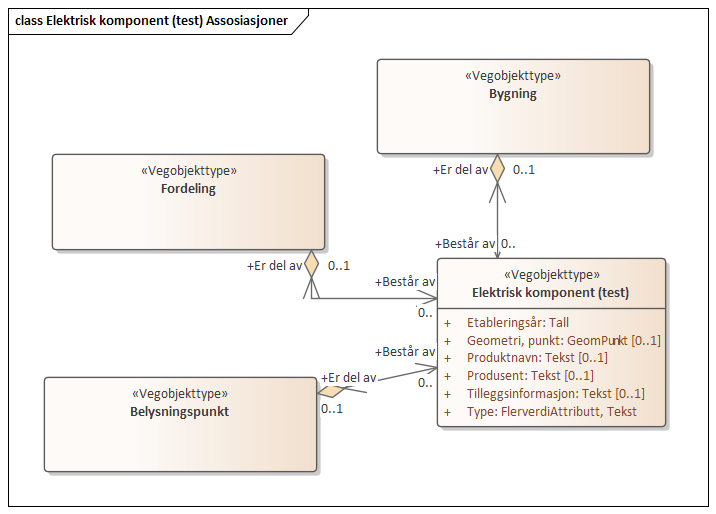 class Elektrisk komponent (test) Assosiasjoner
«Vegobjekttype»
Bygning
+Er del av 0..1
«Vegobjekttype»
Fordeling
+Er del av 0..1
+Består av 0..
+Består av
0..
«Vegobjekttype»
Elektrisk komponent (test)
+ Etableringsår: Tall
+ Geometri, punkt: GeomPunkt [0..1]
+ Produktnavn: Tekst [0..1]
+ Produsent: Tekst [0..1]
+ Tilleggsinformasjon: Tekst [0..1]
+ Type: FlerverdiAttributt, Tekst
+Består av
0..
+Er del av
0..1
«Vegobjekttype»
Belysningspunkt